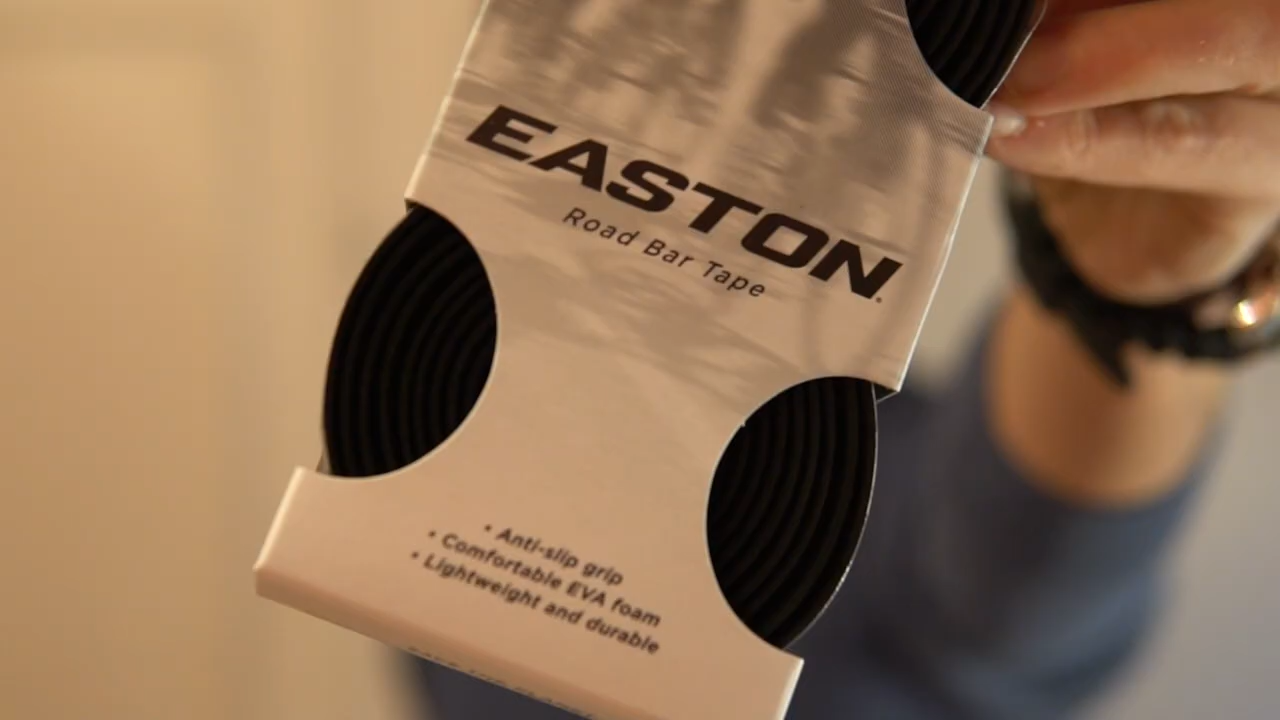 EASTON
Road Bar Tape
• Anti-slip grip
• Comfortable EVA foam
• Lightweight and durable